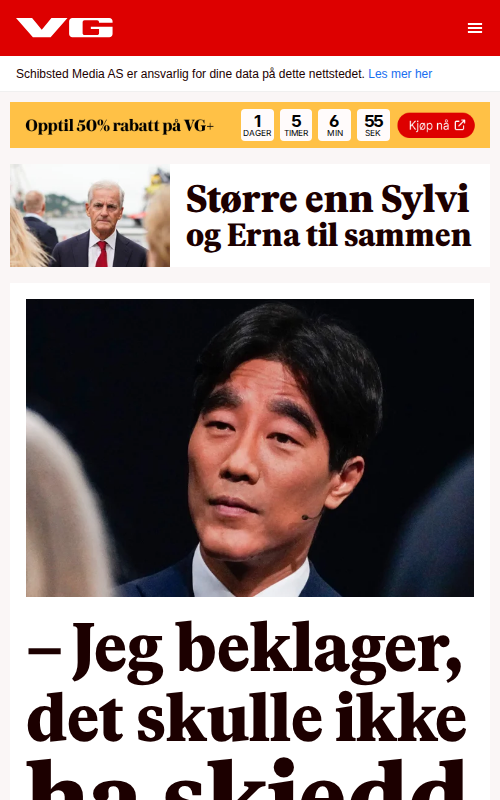 VG
Schibsted Media AS er ansvarlig for dine data på dette nettstedet. Les mer her
Opptil 50% rabatt på VG+
1 5 6 55
DAGER TIMER MIN SEK
Kjøp nå
Større enn Sylvi
og Erna til sammen
– Jeg beklager,
det skulle ikke
ha skjedd